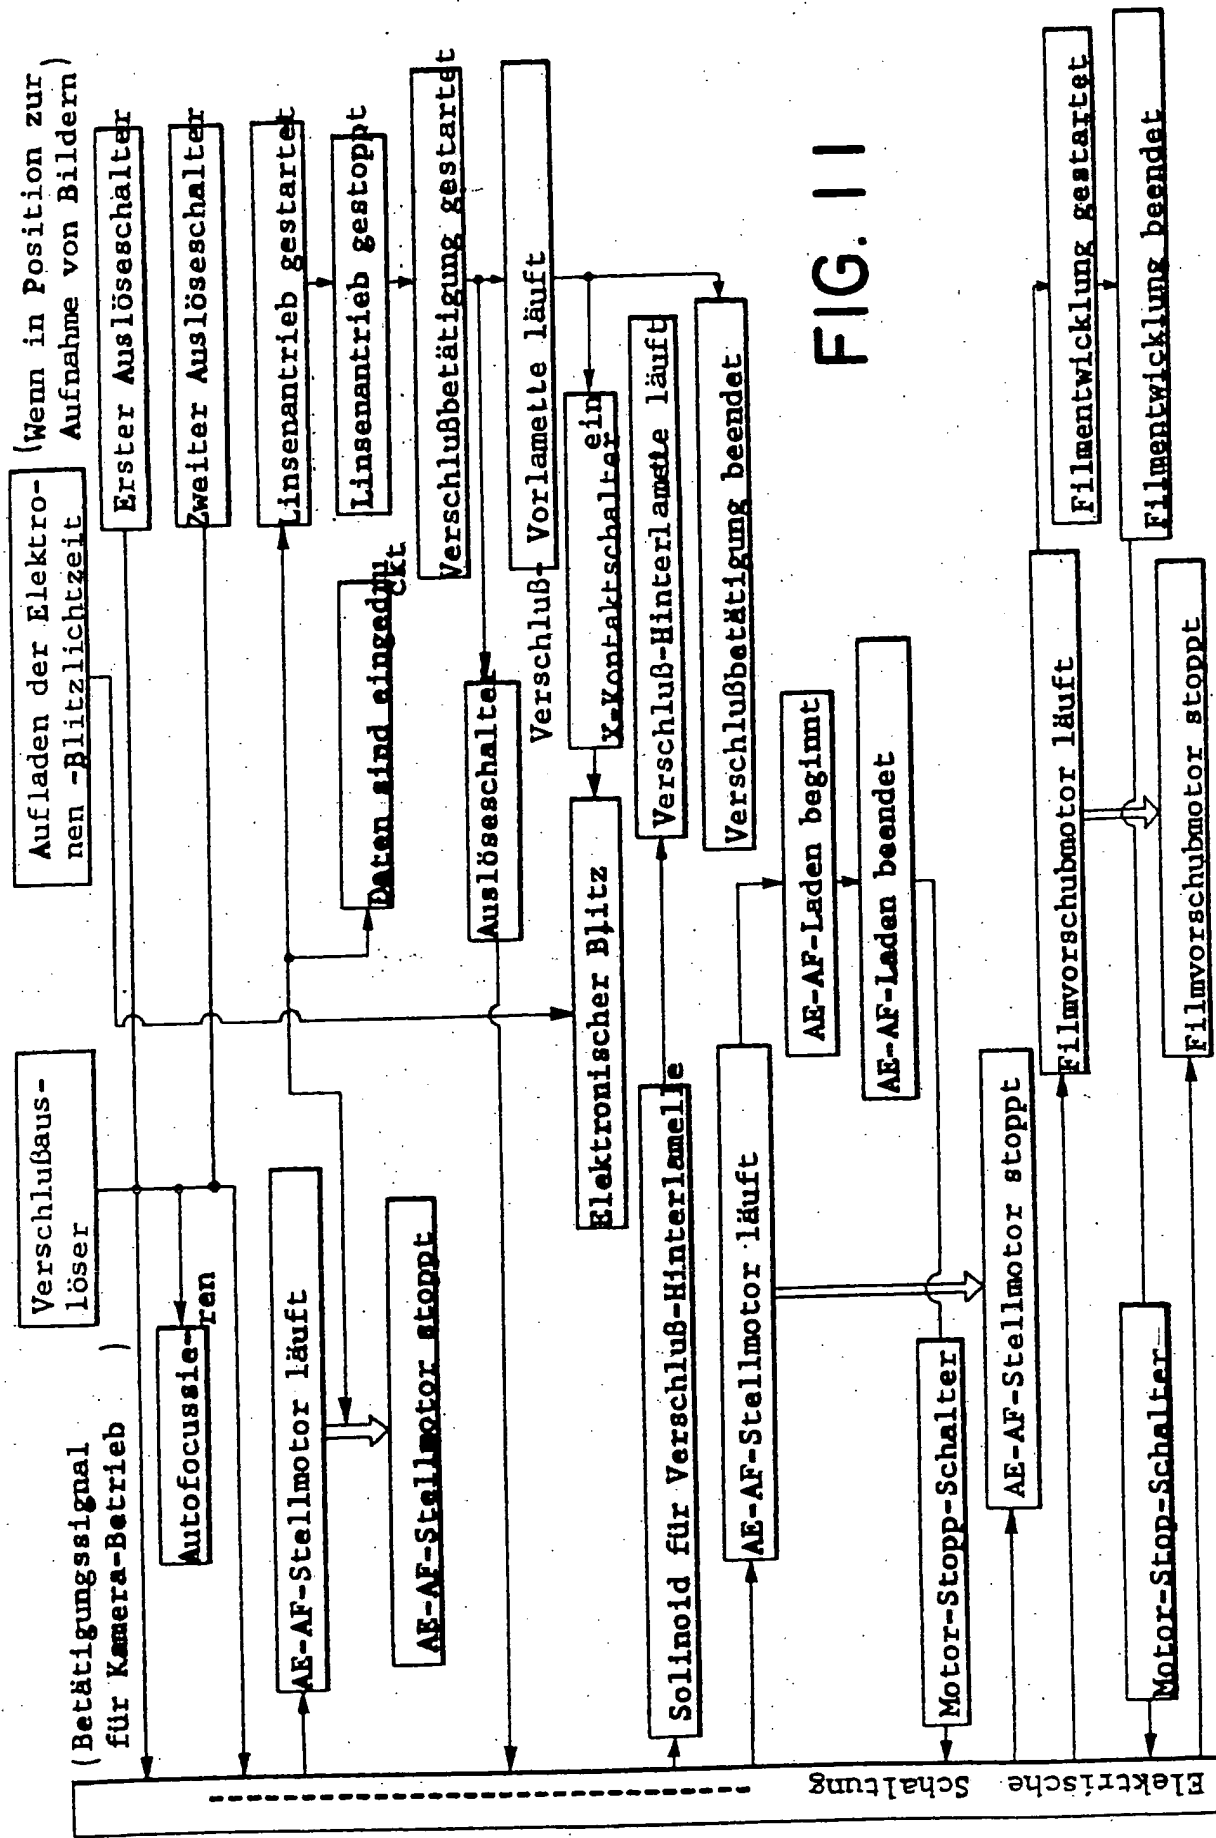 (Betätigungssignal
für Kamera-Betrieb )
Verschlußaus-
löser
Aufladen der Elektro-
nen -Blitzlichtzeit
(Wenn in Position zur
Aufnahme von Bildern)
Erster Auslöseschalter
Autofocussie-
ren
Zweiter Auslöseschalter
AE-AF-Stellmotor läuft
Linsenantrieb gestartet
Daten sind eingedru
ckt
Linsenantrieb gestoppt
AE-AF-Stellmotor stoppt
Verschlußbetätigung gestartet
Auslöseschalter
Verschluß- Vorlamette läuft
Elektronischer Blitz
ein
X-Kontaktschalter
Solinoid für Verschluß-Hinterlamelle
Verschluß-Hinterlamette läuft
AE-AF-Stellmotor läuft
Verschlußbetätigung beendet
AE-AF-Laden beginnt
AE-AF-Laden beendet
FIG. 11
Motor-Stopp-Schalter
AE-AF-Stellmotor stoppt
Filmvorschubmotor läuft
Filmentwicklung gestartet
Motor-Stop-Schalter
Filmentwicklung beendet
Filmvorschubmotor stoppt
Elektrische Schaltung